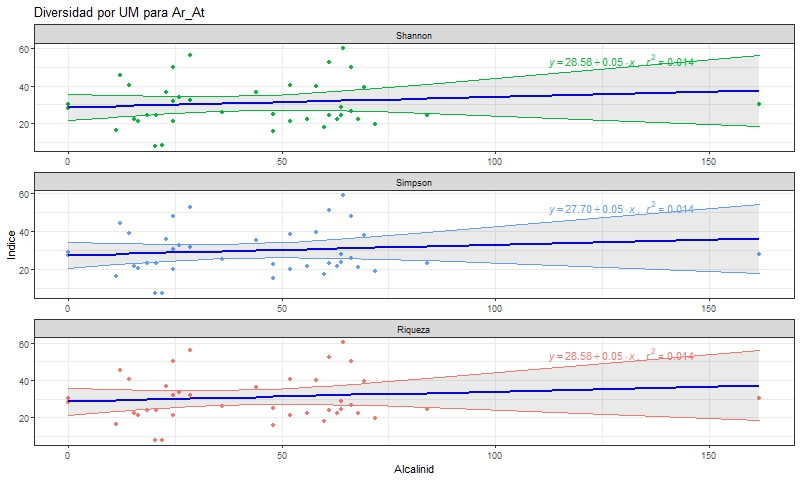 Diversidad por UM para Ar_At
Shannon
60
40
20
y = 28.58 + 0.05 · x   r² = 0.014
0 50 100 150
Simpson
60
40
20
y = 27.70 + 0.05 · x   r² = 0.014
0 50 100 150
Indice
Riqueza
60
40
20
y = 28.58 + 0.05 · x   r² = 0.014
0 50 100 150
Alcalinid